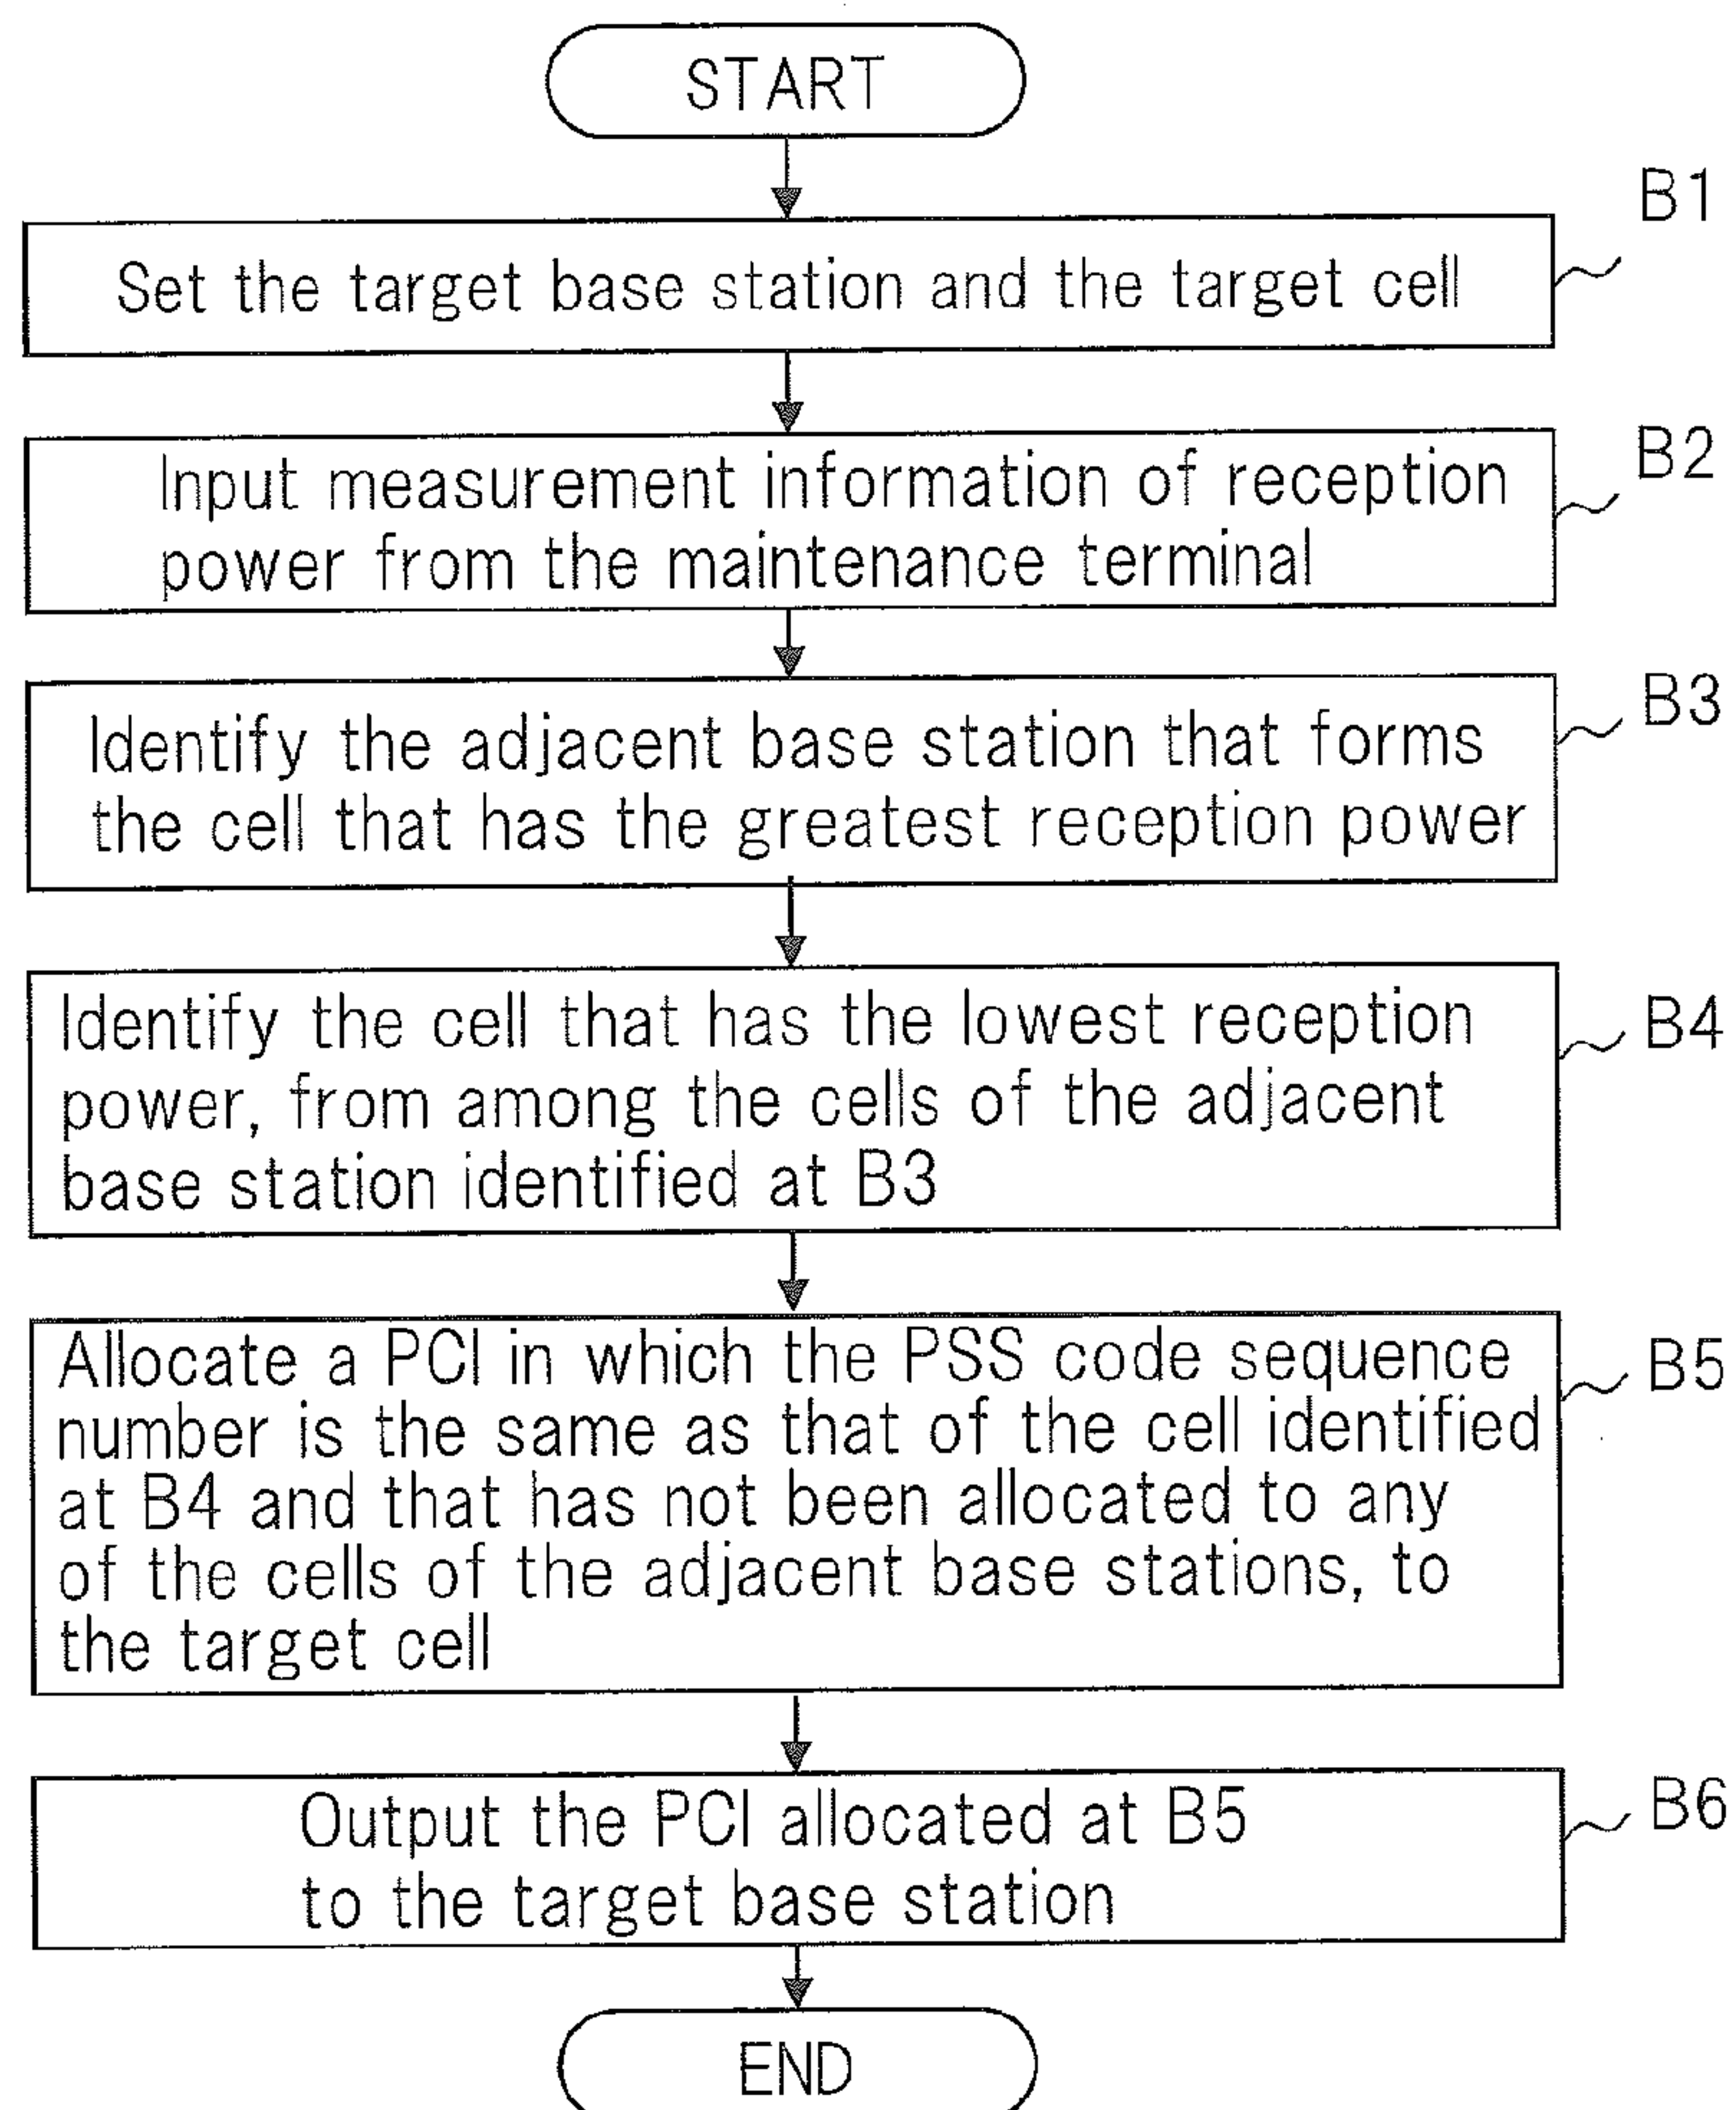 START
B1
Set the target base station and the target cell
B2
Input measurement information of reception
power from the maintenance terminal
B3
Identify the adjacent base station that forms
the cell that has the greatest reception power
B4
Identify the cell that has the lowest reception
power, from among the cells of the adjacent
base station identified at B3
B5
Allocate a PCI in which the PSS code sequence
number is the same as that of the cell identified
at B4 and that has not been allocated to any
of the cells of the adjacent base stations, to
the target cell
B6
Output the PCI allocated at B5
to the target base station
END